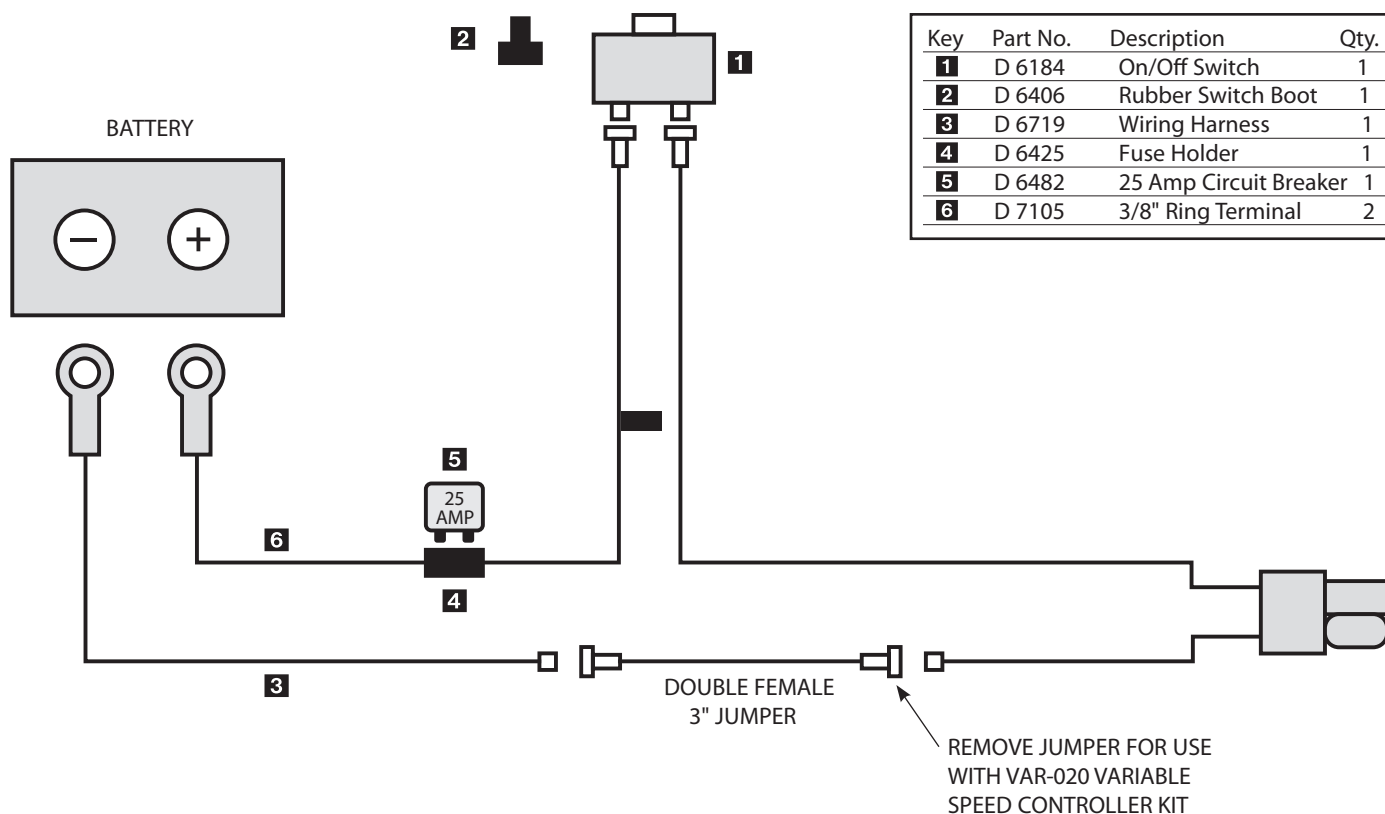 2
1
BATTERY
− +
Key Part No. Description Qty.
1 D 6184 On/Off Switch 1
2 D 6406 Rubber Switch Boot 1
3 D 6719 Wiring Harness 1
4 D 6425 Fuse Holder 1
5 D 6482 25 Amp Circuit Breaker 1
6 D 7105 3/8" Ring Terminal 2
5
25
AMP
6
4
3
DOUBLE FEMALE
3" JUMPER
REMOVE JUMPER FOR USE
WITH VAR-020 VARIABLE
SPEED CONTROLLER KIT